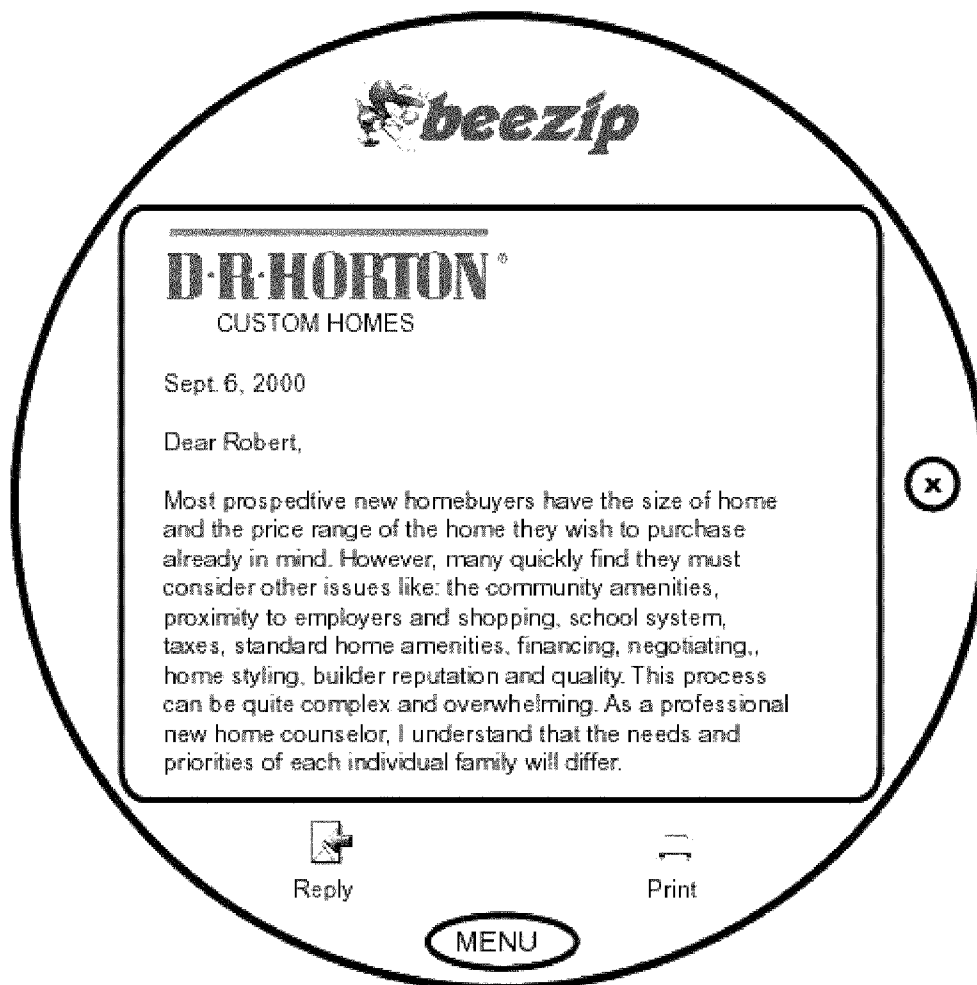 beezip
D·R·HORTON®
CUSTOM HOMES
Sept. 6, 2000
Dear Robert,
Most prospedtive new homebuyers have the size of home
and the price range of the home they wish to purchase
already in mind. However, many quickly find they must
consider other issues like: the community amenities,
proximity to employers and shopping, school system,
taxes, standard home amenities, financing, negotiating,,
home styling, builder reputation and quality. This process
can be quite complex and overwhelming. As a professional
new home counselor, I understand that the needs and
priorities of each individual family will differ.
x
Reply
Print
MENU